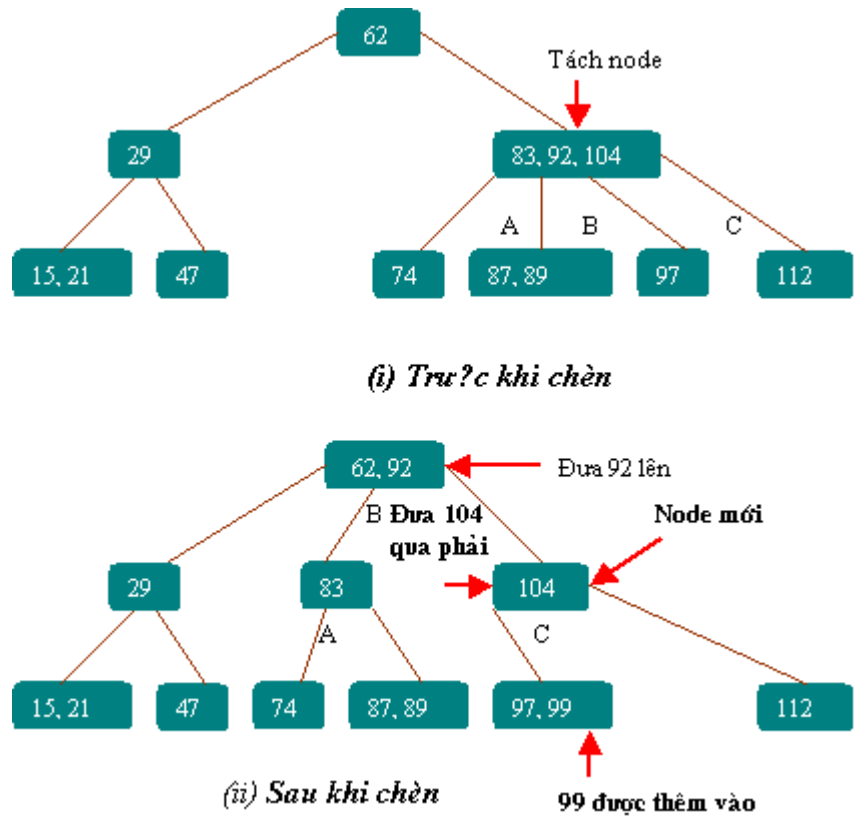 62
Tách node
29
83, 92, 104
A B C
15, 21
47
74
87, 89
97
112
(i) Trư?c khi chèn
62, 92
Đưa 92 lên
B Đưa 104
qua phải
Node mới
29
83
104
A
C
15, 21
47
74
87, 89
97, 99
112
(ii) Sau khi chèn
99 được thêm vào